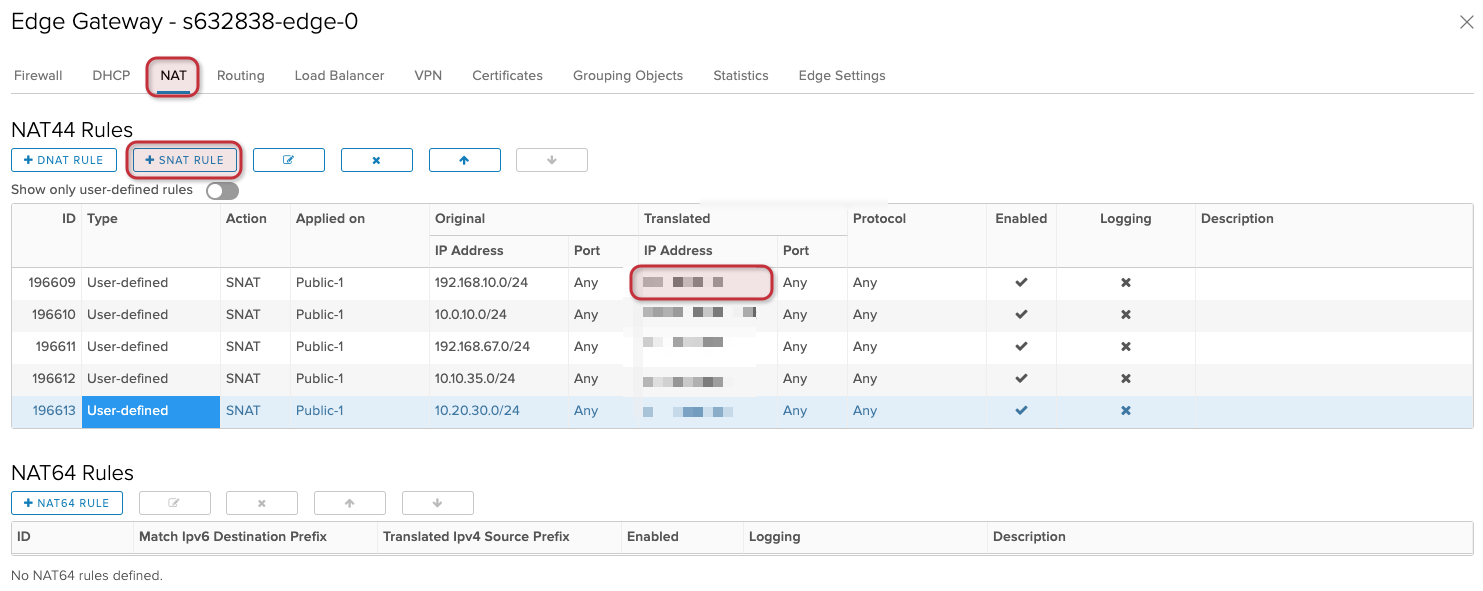 Edge Gateway - s632838-edge-0
Firewall DHCP NAT Routing Load Balancer VPN Certificates Grouping Objects Statistics Edge Settings
NAT44 Rules
+ DNAT RULE + SNAT RULE
Show only user-defined rules
ID Type Action Applied on Original Translated Protocol Enabled Logging Description
IP Address Port IP Address Port
196609 User-defined SNAT Public-1 192.168.10.0/24 Any Any Any
196610 User-defined SNAT Public-1 10.0.10.0/24 Any Any Any
196611 User-defined SNAT Public-1 192.168.67.0/24 Any Any Any
196612 User-defined SNAT Public-1 10.10.35.0/24 Any Any Any
196613 User-defined SNAT Public-1 10.20.30.0/24 Any Any Any
NAT64 Rules
+ NAT64 RULE
ID Match Ipv6 Destination Prefix Translated Ipv4 Source Prefix Enabled Logging Description
No NAT64 rules defined.